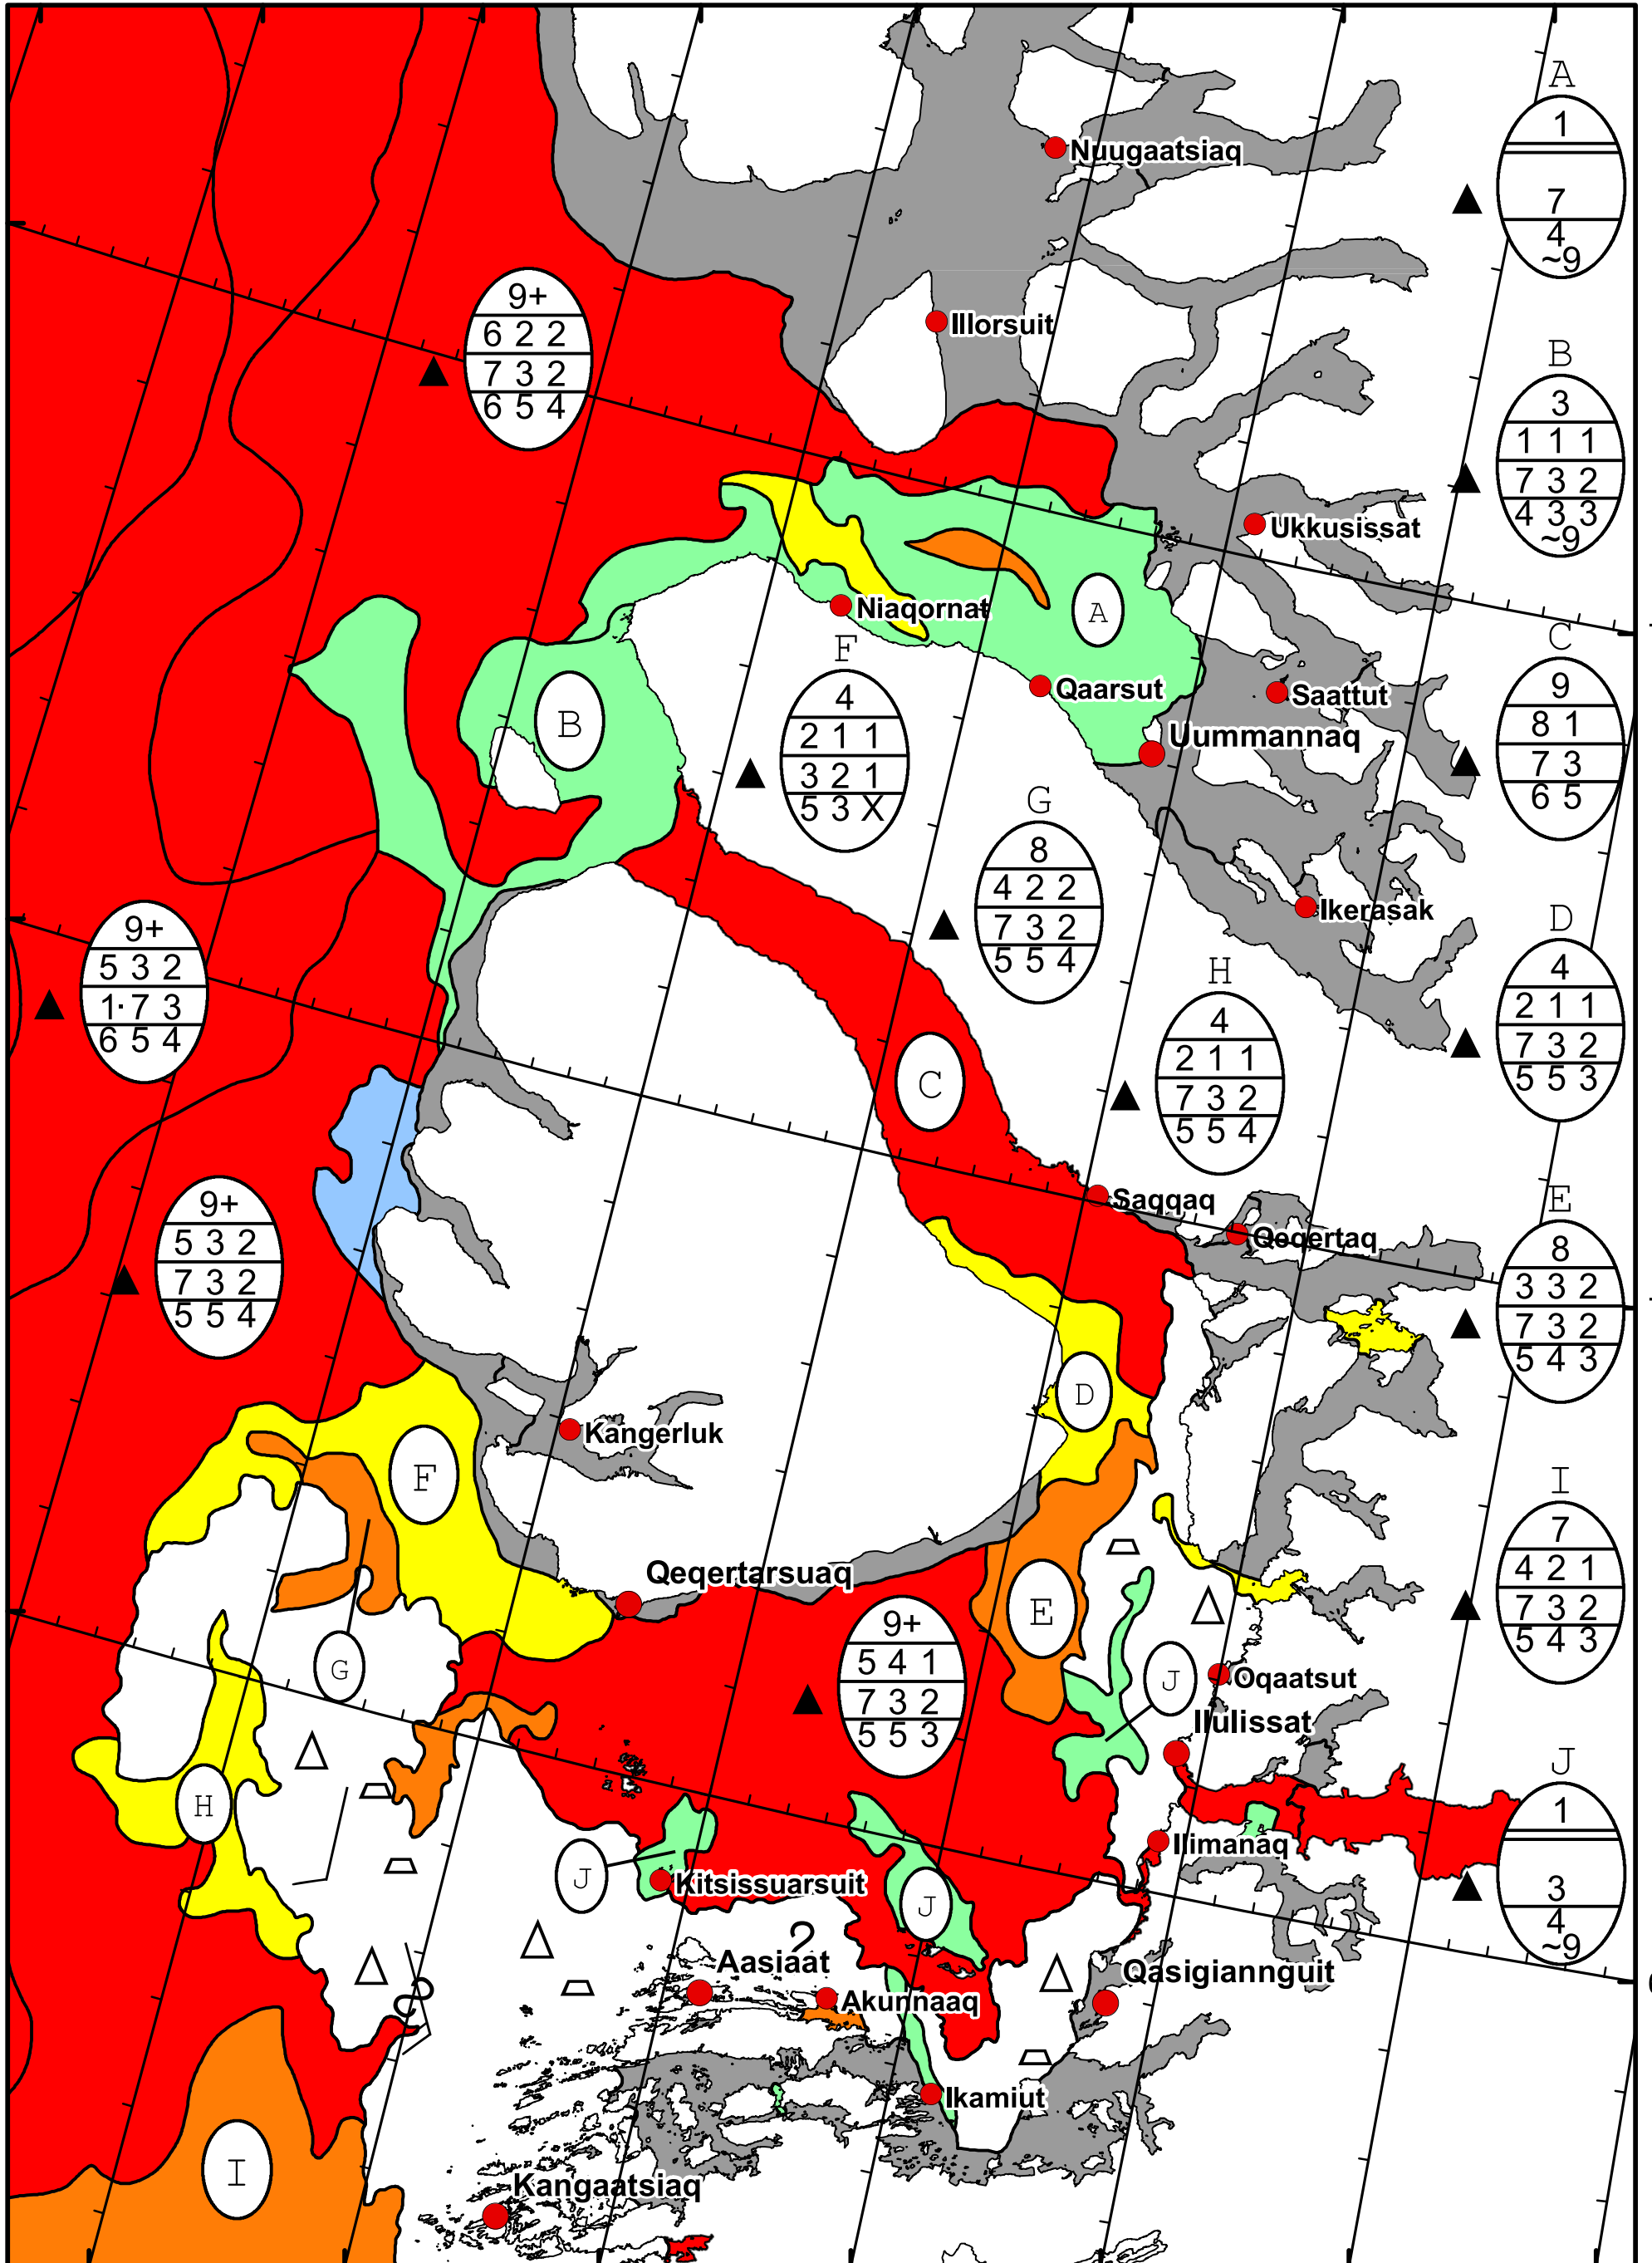 A
1
7
4
~9
Nuugaatsiaq
9+
6 2 2
7 3 2
6 5 4
Illorsuit
B
3
1 1 1
7 3 2
4 3 3
~9
Ukkusissat
A
Niaqornat
F
4
2 1 1
3 2 1
5 3 X
C
9
8 1
7 3
6 5
Qaarsut
Saattut
B
Uummannaq
G
8
4 2 2
7 3 2
5 5 4
Ikerasak
9+
5 3 2
1· 7 3
6 5 4
D
4
2 1 1
7 3 2
5 5 3
H
4
2 1 1
7 3 2
5 5 4
C
Saqqaq
Qeqertaq
9+
5 3 2
7 3 2
5 5 4
E
8
3 3 2
7 3 2
5 4 3
D
Kangerluk
F
I
7
4 2 1
7 3 2
5 4 3
Qeqertarsuaq
E
G
9+
5 4 1
7 3 2
5 5 3
J
Oqaatsut
Ilulissat
H
J
1
3
4
~9
Ilimanaq
J
Kitsissuarsuit
J
2
Aasiaat
Qasigiannguit
Akunnaaq
2
Ikamiut
I
Kangaatsiaq